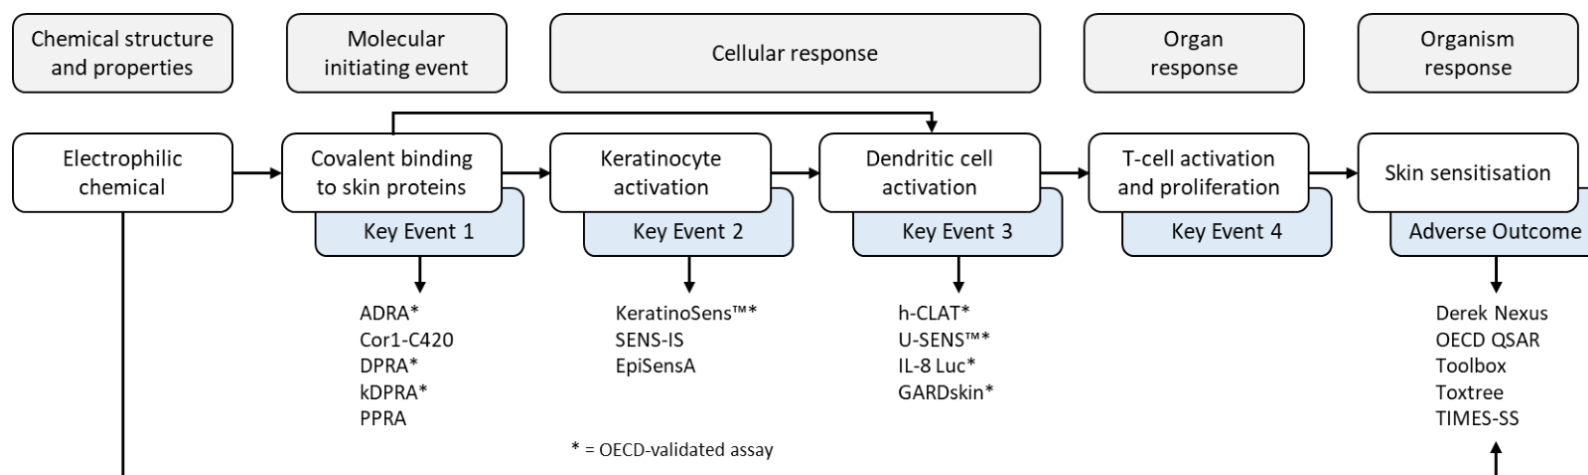 Chemical structure
and properties
Molecular
initiating event
Cellular response
Organ
response
Organism
response
Electrophilic
chemical
Covalent binding
to skin proteins
Keratinocyte
activation
Dendritic cell
activation
T-cell activation
and proliferation
Skin sensitisation
Key Event 1
Key Event 2
Key Event 3
Key Event 4
Adverse Outcome
ADRA*
Cor1-C420
DPRA*
kDPRA*
PPRA
KeratinoSens™*
SENS-IS
EpiSensA
h-CLAT*
U-SENS™*
IL-8 Luc*
GARDskin*
Derek Nexus
OECD QSAR
Toolbox
Toxtree
TIMES-SS
* = OECD-validated assay